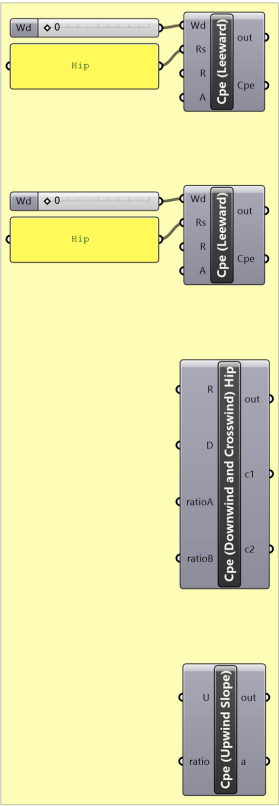 Wd ◇ 0
Hip
Wd
Rs
R
A
Cpe (Leeward)
out
Cpe
Wd ◇ 0
Hip
Wd
Rs
R
A
Cpe (Leeward)
out
Cpe
R
D
ratioA
ratioB
Cpe (Downwind and Crosswind) Hip
out
c1
c2
U
ratio
Cpe (Upwind Slope)
out
a